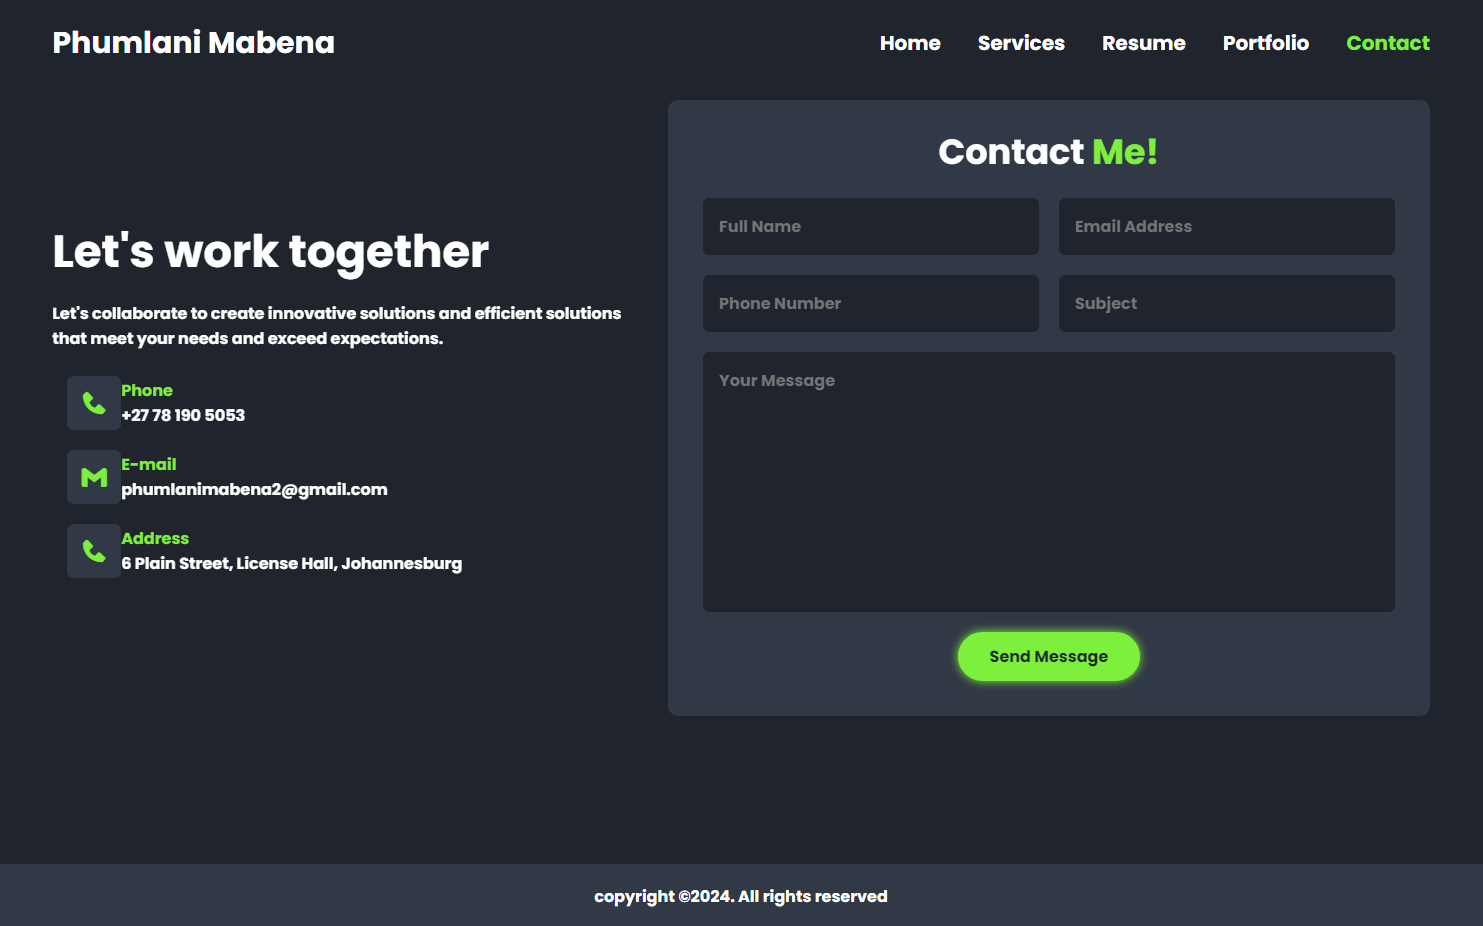 Phumlani Mabena
Home Services Resume Portfolio Contact
Let's work together
Let's collaborate to create innovative solutions and efficient solutions
that meet your needs and exceed expectations.
Phone
+27 78 190 5053
E-mail
phumlanimabena2@gmail.com
Address
6 Plain Street, License Hall, Johannesburg
Contact Me!
Full Name
Email Address
Phone Number
Subject
Your Message
Send Message
copyright ©2024. All rights reserved